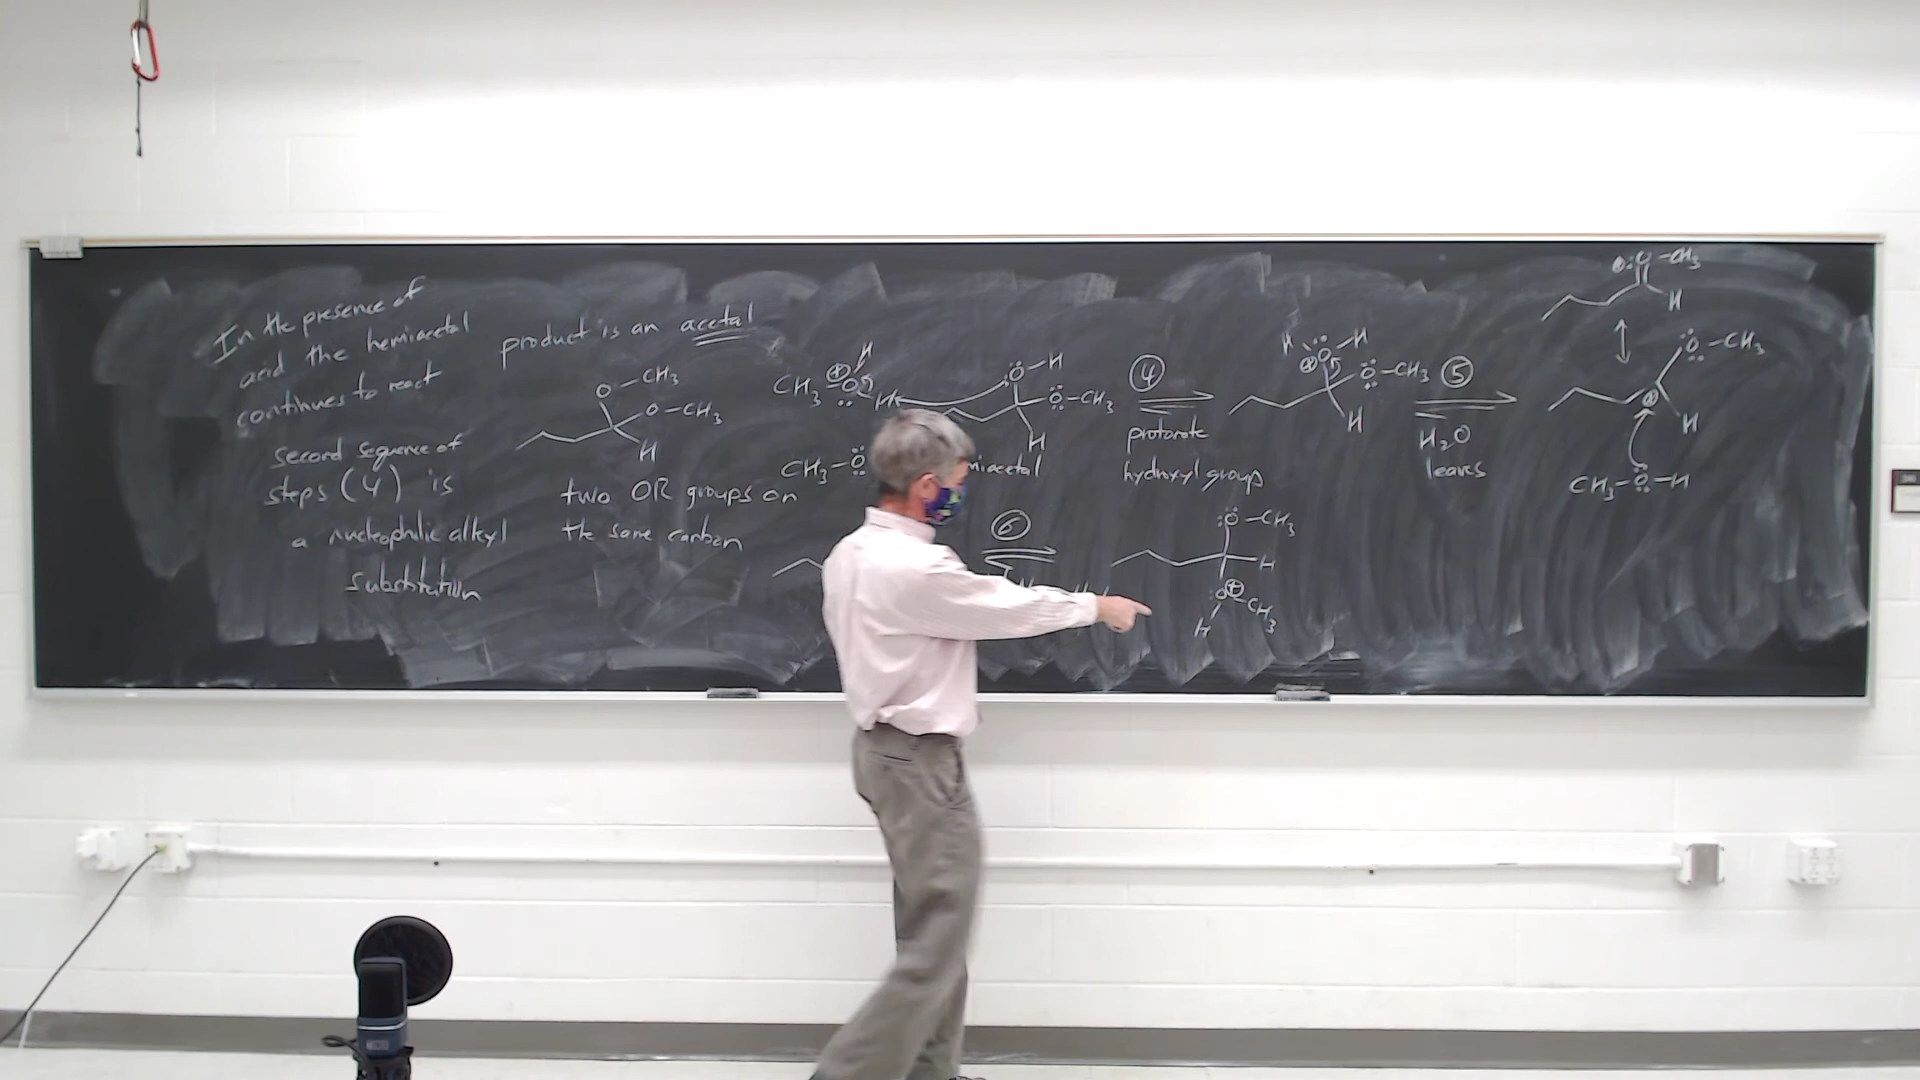 In the presence of
acid the hemiacetal
continues to react
second sequence of
steps (4) is
a nucleophilic alkyl
substitution
product is an acetal
O-CH3
O-CH3
H
two OR groups on
the same carbon
H
CH3-O
H
CH3-O
O-H
O-CH3
H
4
protonate
hydroxyl group
H O-H
O-CH3
H
5
H2O
leaves
O-CH3
H
O-CH3
H
CH3-O-H
6
O-CH3
H
O-CH3
H